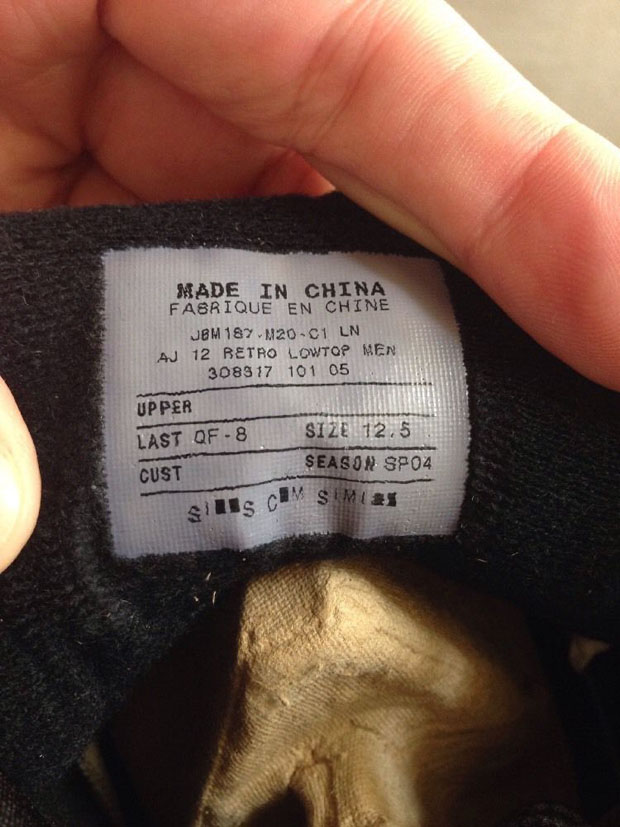 MADE IN CHINA
FABRIQUE EN CHINE
JBM187-M20-C1 LN
AJ 12 RETRO LOWTOP MEN
308317 101 05
UPPER
LAST QF-8 SIZE 12.5
CUST SEASON SP04